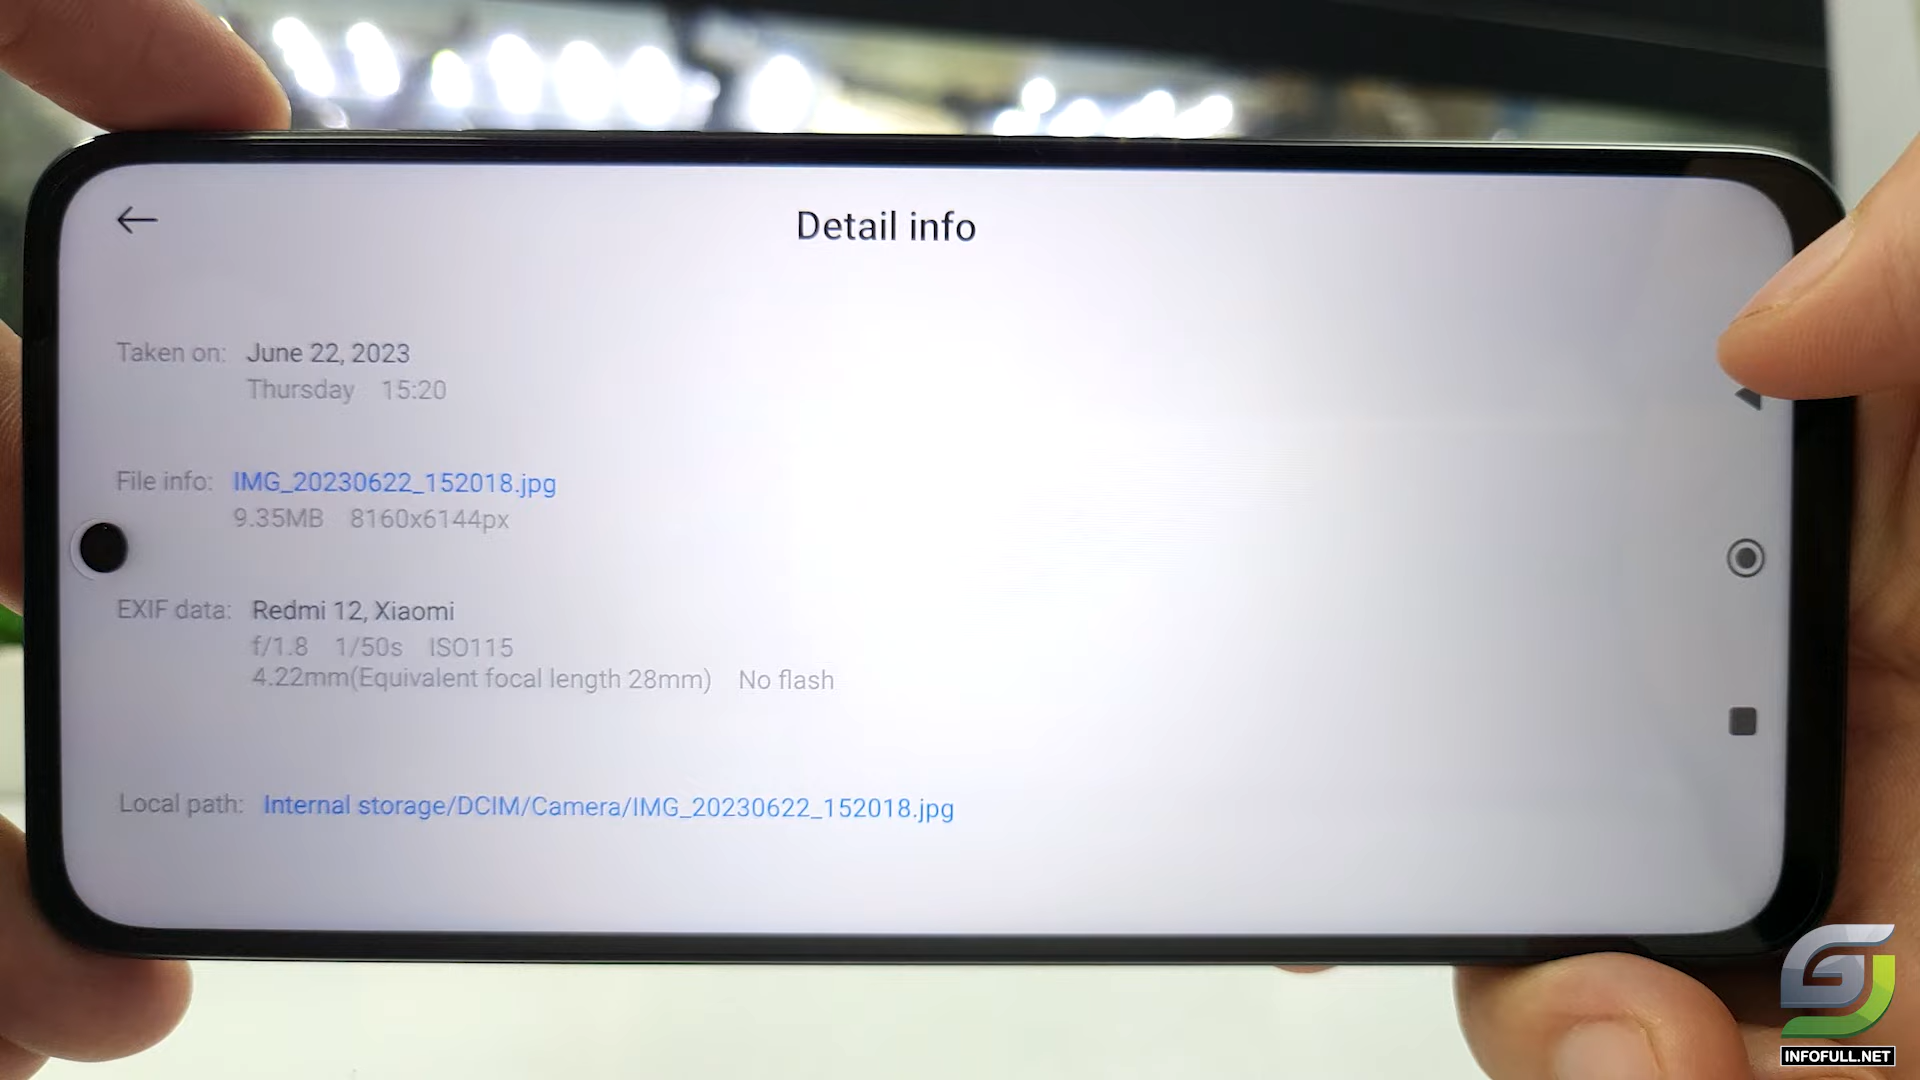 Detail info
Taken on: June 22, 2023
Thursday 15:20
File info: IMG_20230622_152018.jpg
9.35MB 8160x6144px
EXIF data: Redmi 12, Xiaomi
f/1.8 1/50s ISO115
4.22mm(Equivalent focal length 28mm) No flash
Local path: Internal storage/DCIM/Camera/IMG_20230622_152018.jpg
INFOFULL.NET